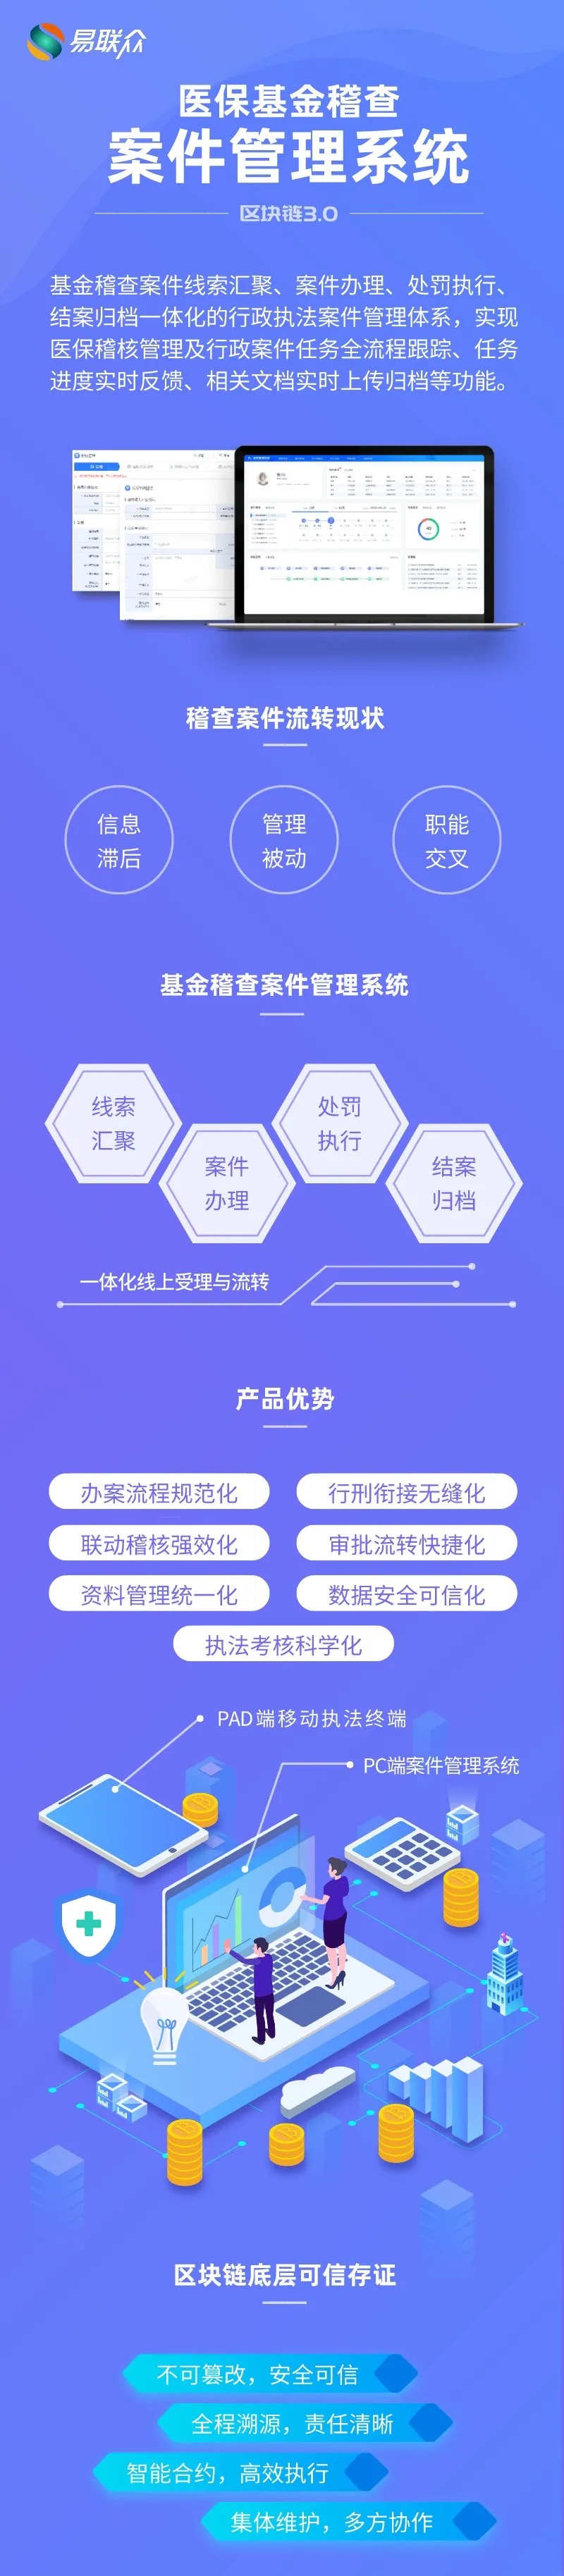 易联众
医保基金稽查
案件管理系统
区块链3.0
基金稽查案件线索汇聚、案件办理、处罚执行、
结案归档一体化的行政执法案件管理体系，实现
医保稽核管理及行政案件任务全流程跟踪、任务
进度实时反馈、相关文档实时上传归档等功能。
稽查案件流转现状
信息
滞后
管理
被动
职能
交叉
基金稽查案件管理系统
线索
汇聚
案件
办理
处罚
执行
结案
归档
一体化线上受理与流转
产品优势
办案流程规范化
行刑衔接无缝化
联动稽核强效化
审批流转快捷化
资料管理统一化
数据安全可信化
执法考核科学化
PAD端移动执法终端
PC端案件管理系统
区块链底层可信存证
不可篡改，安全可信
全程溯源，责任清晰
智能合约，高效执行
集体维护，多方协作